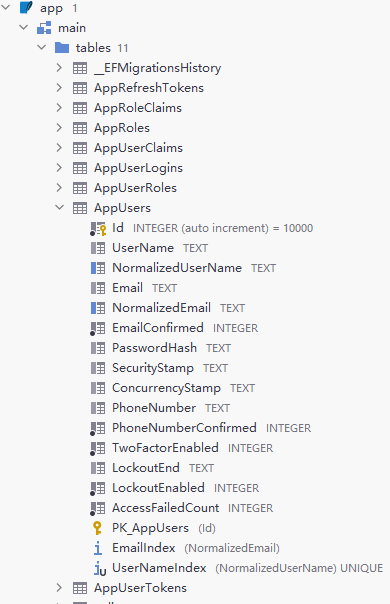 app 1
main
tables 11
__EFMigrationsHistory
AppRefreshTokens
AppRoleClaims
AppRoles
AppUserClaims
AppUserLogins
AppUserRoles
AppUsers
Id INTEGER (auto increment) = 10000
UserName TEXT
NormalizedUserName TEXT
Email TEXT
NormalizedEmail TEXT
EmailConfirmed INTEGER
PasswordHash TEXT
SecurityStamp TEXT
ConcurrencyStamp TEXT
PhoneNumber TEXT
PhoneNumberConfirmed INTEGER
TwoFactorEnabled INTEGER
LockoutEnd TEXT
LockoutEnabled INTEGER
AccessFailedCount INTEGER
PK_AppUsers (Id)
EmailIndex (NormalizedEmail)
UserNameIndex (NormalizedUserName) UNIQUE
AppUserTokens